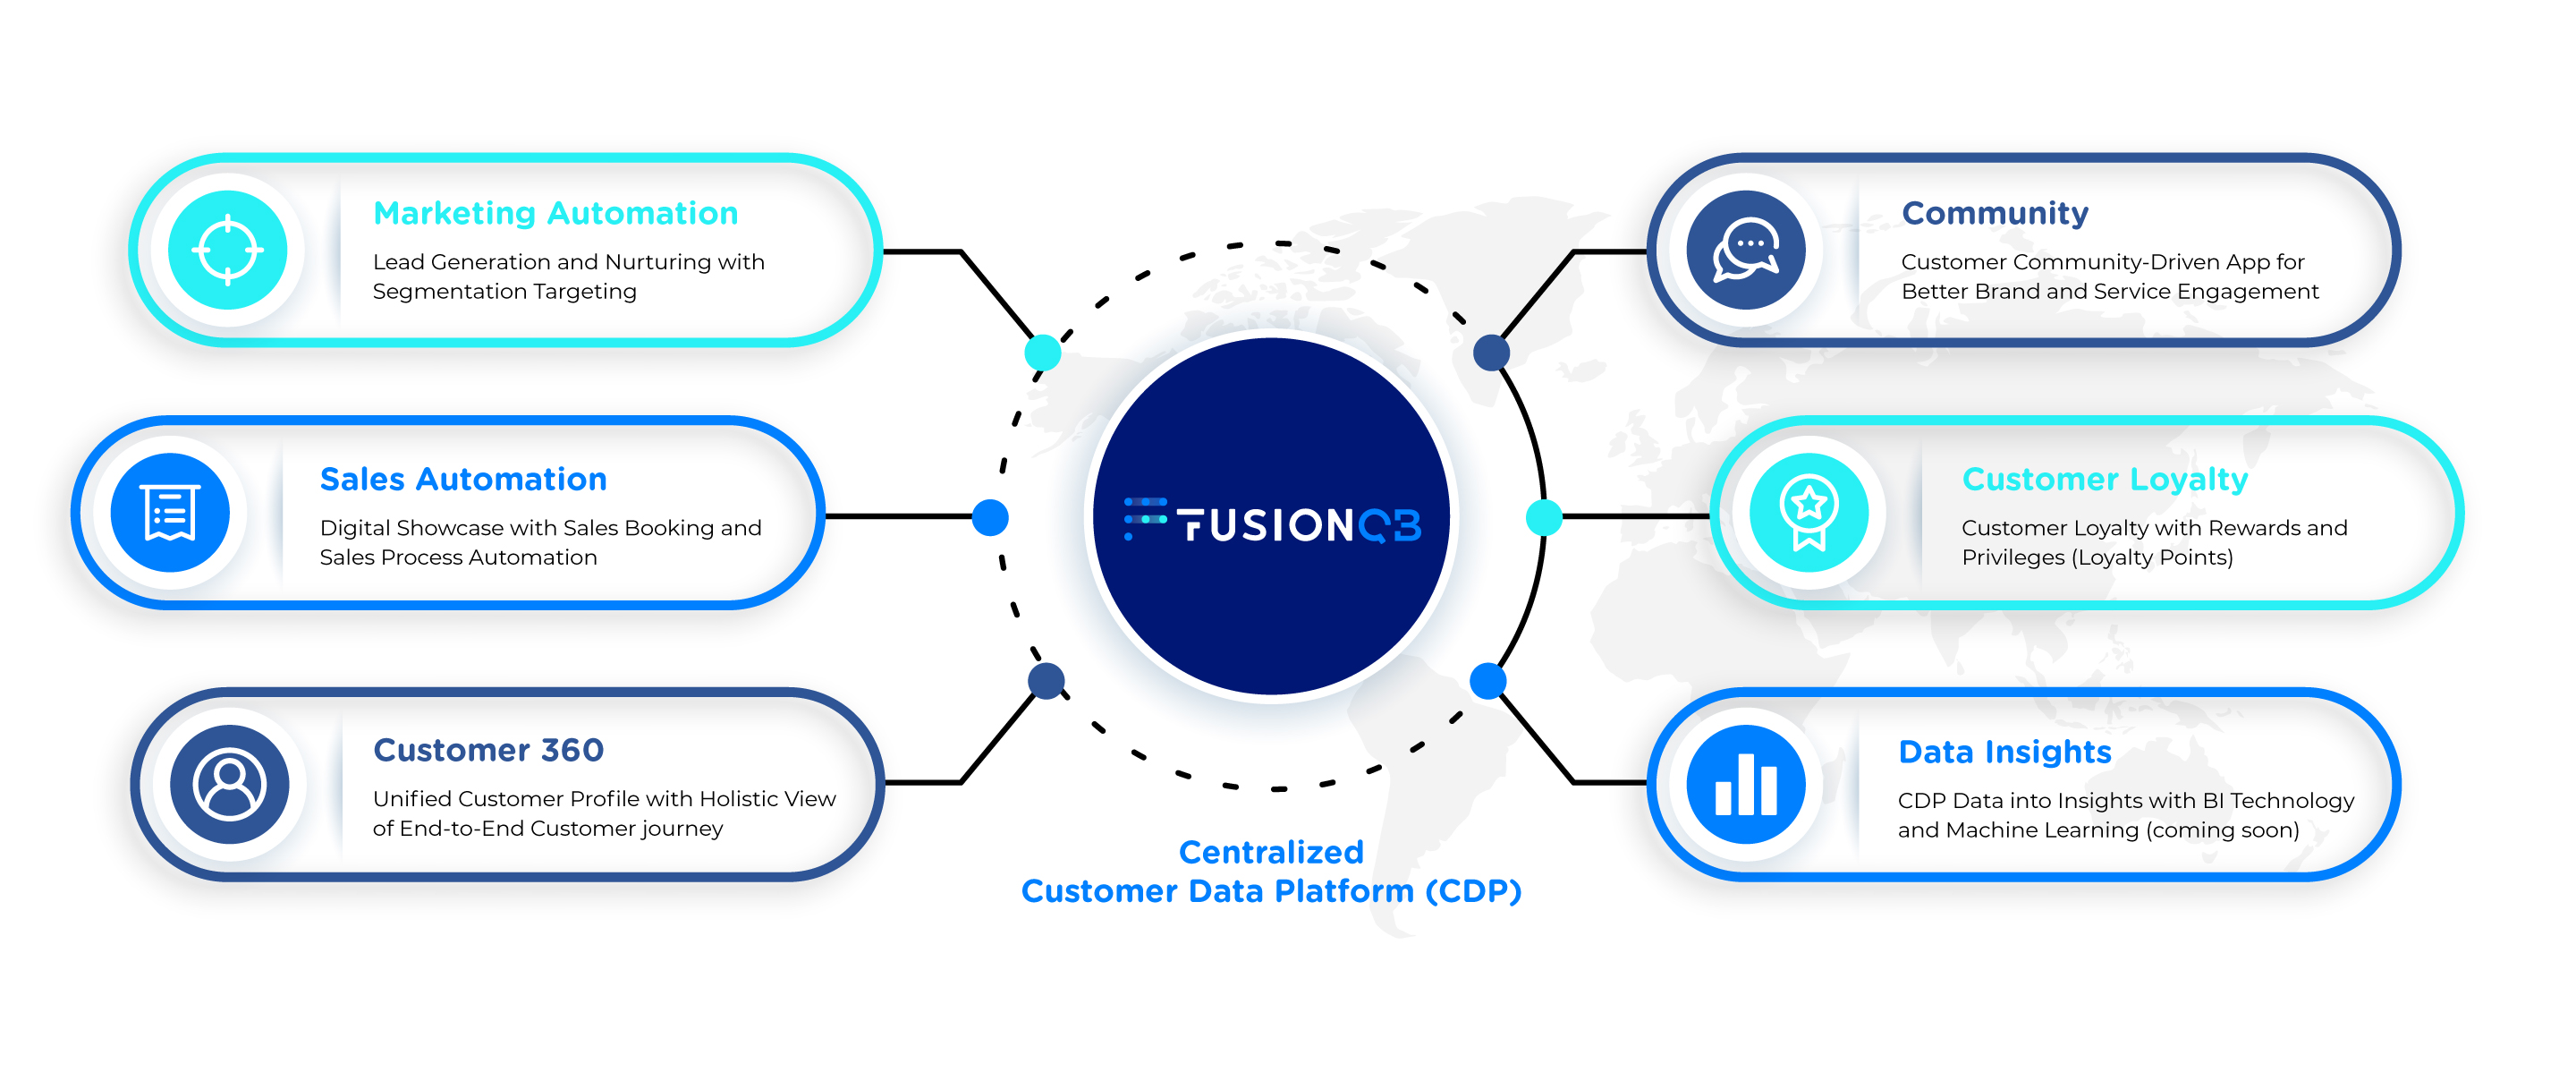 Marketing Automation
Lead Generation and Nurturing with
Segmentation Targeting
Sales Automation
Digital Showcase with Sales Booking and
Sales Process Automation
Customer 360
Unified Customer Profile with Holistic View
of End-to-End Customer journey
FUSIONQB
Centralized
Customer Data Platform (CDP)
Community
Customer Community-Driven App for
Better Brand and Service Engagement
Customer Loyalty
Customer Loyalty with Rewards and
Privileges (Loyalty Points)
Data Insights
CDP Data into Insights with BI Technology
and Machine Learning (coming soon)